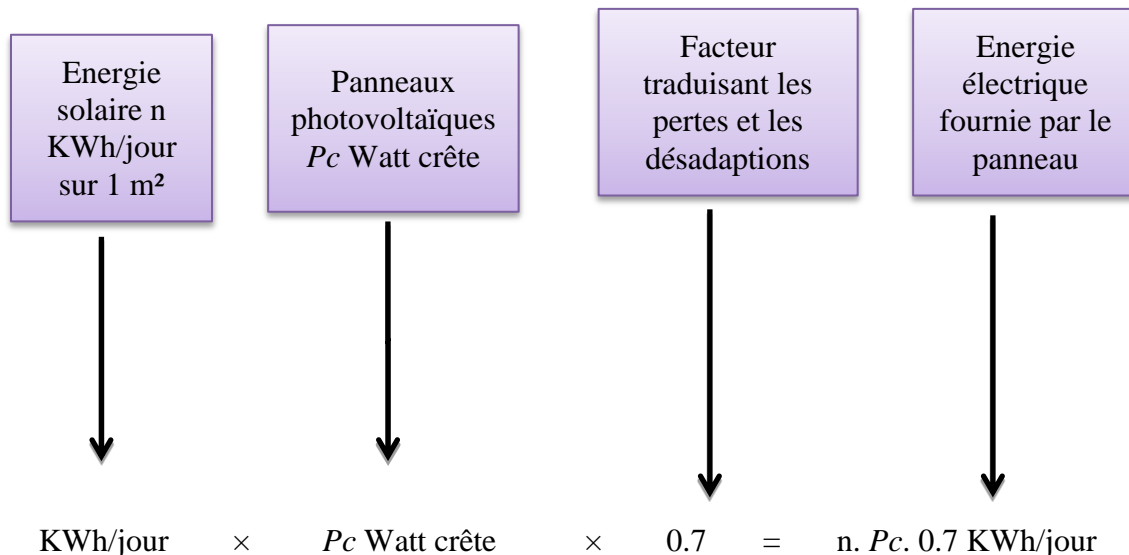 Energie
solaire n
KWh/jour
sur 1 m²
Panneaux
photovoltaïques
Pc Watt crête
Facteur
traduisant les
pertes et les
désadaptions
Energie
électrique
fournie par le
panneau
KWh/jour × Pc Watt crête × 0.7 = n. Pc. 0.7 KWh/jour